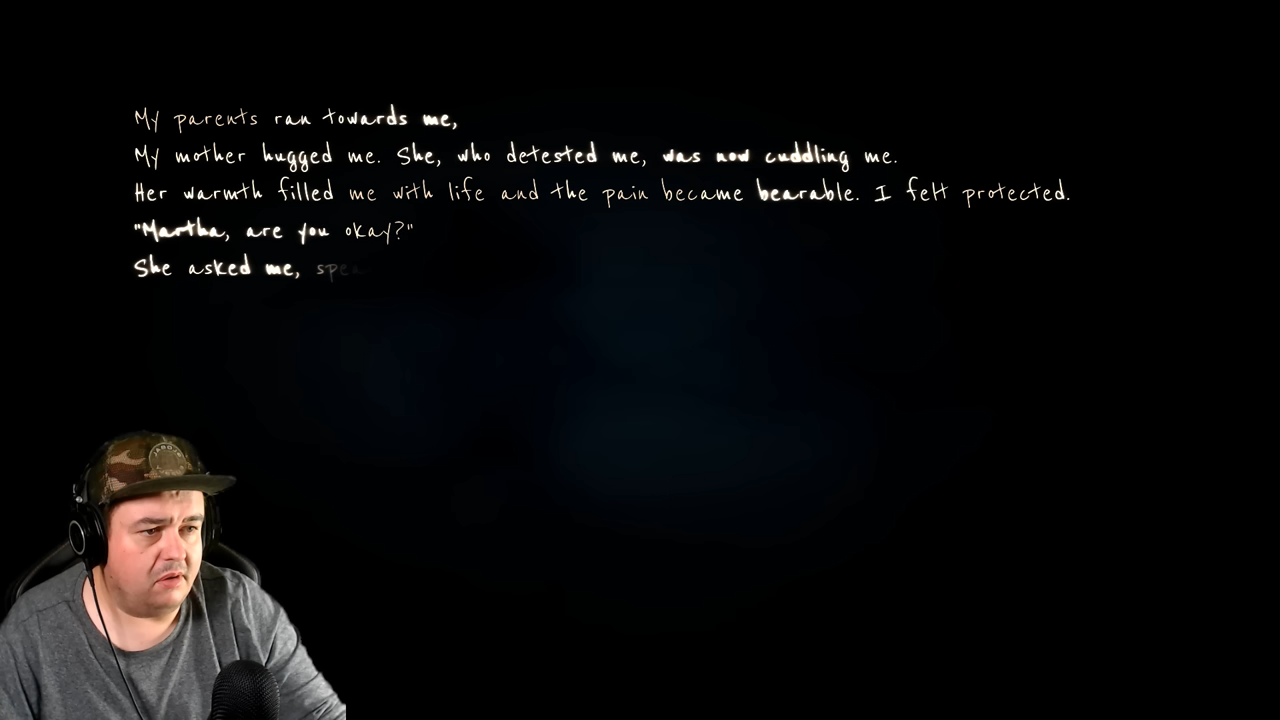 My parents ran towards me,
My mother hugged me. She, who detested me, was now cuddling me.
Her warmth filled me with life and the pain became bearable. I felt protected.
"Martha, are you okay?"
She asked me,